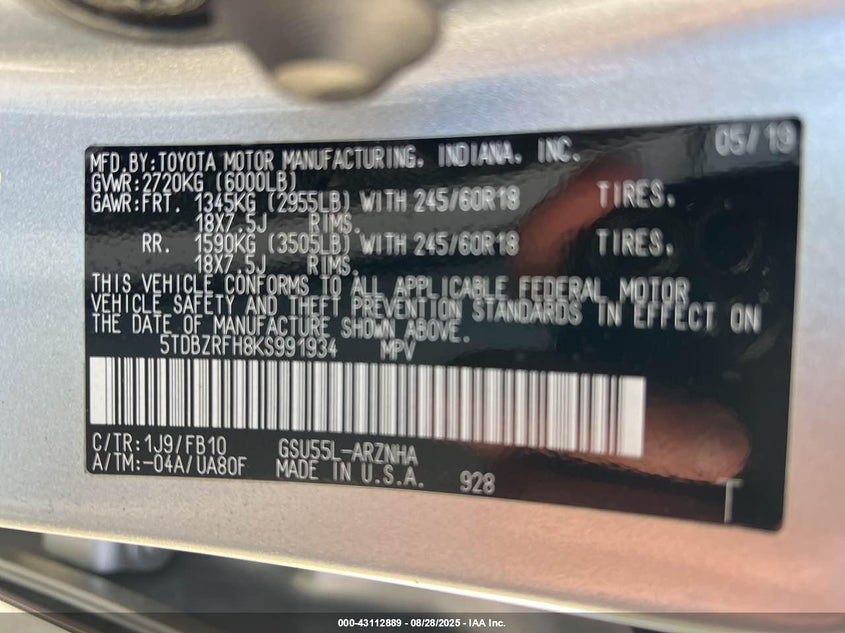 05/19
MFD.BY:TOYOTA MOTOR MANUFACTURING, INDIANA, INC.
GVWR:2720KG (6000LB)
GAWR:FRT. 1345KG (2955LB) WITH 245/60R18 TIRES,
18X7.5J RIMS,
RR. 1590KG (3505LB) WITH 245/60R18 TIRES,
18X7.5J RIMS.
THIS VEHICLE CONFORMS TO ALL APPLICABLE FEDERAL MOTOR
VEHICLE SAFETY AND THEFT PREVENTION STANDARDS IN EFFECT ON
THE DATE OF MANUFACTURE SHOWN ABOVE.
5TDBZRFH8KS991934 MPV
C/TR:1J9/FB10 GSU55L-ARZNHA
A/TM:-04A/UA80F MADE IN U.S.A. 928
000-43112889 - 08/28/2025 - IAA Inc.